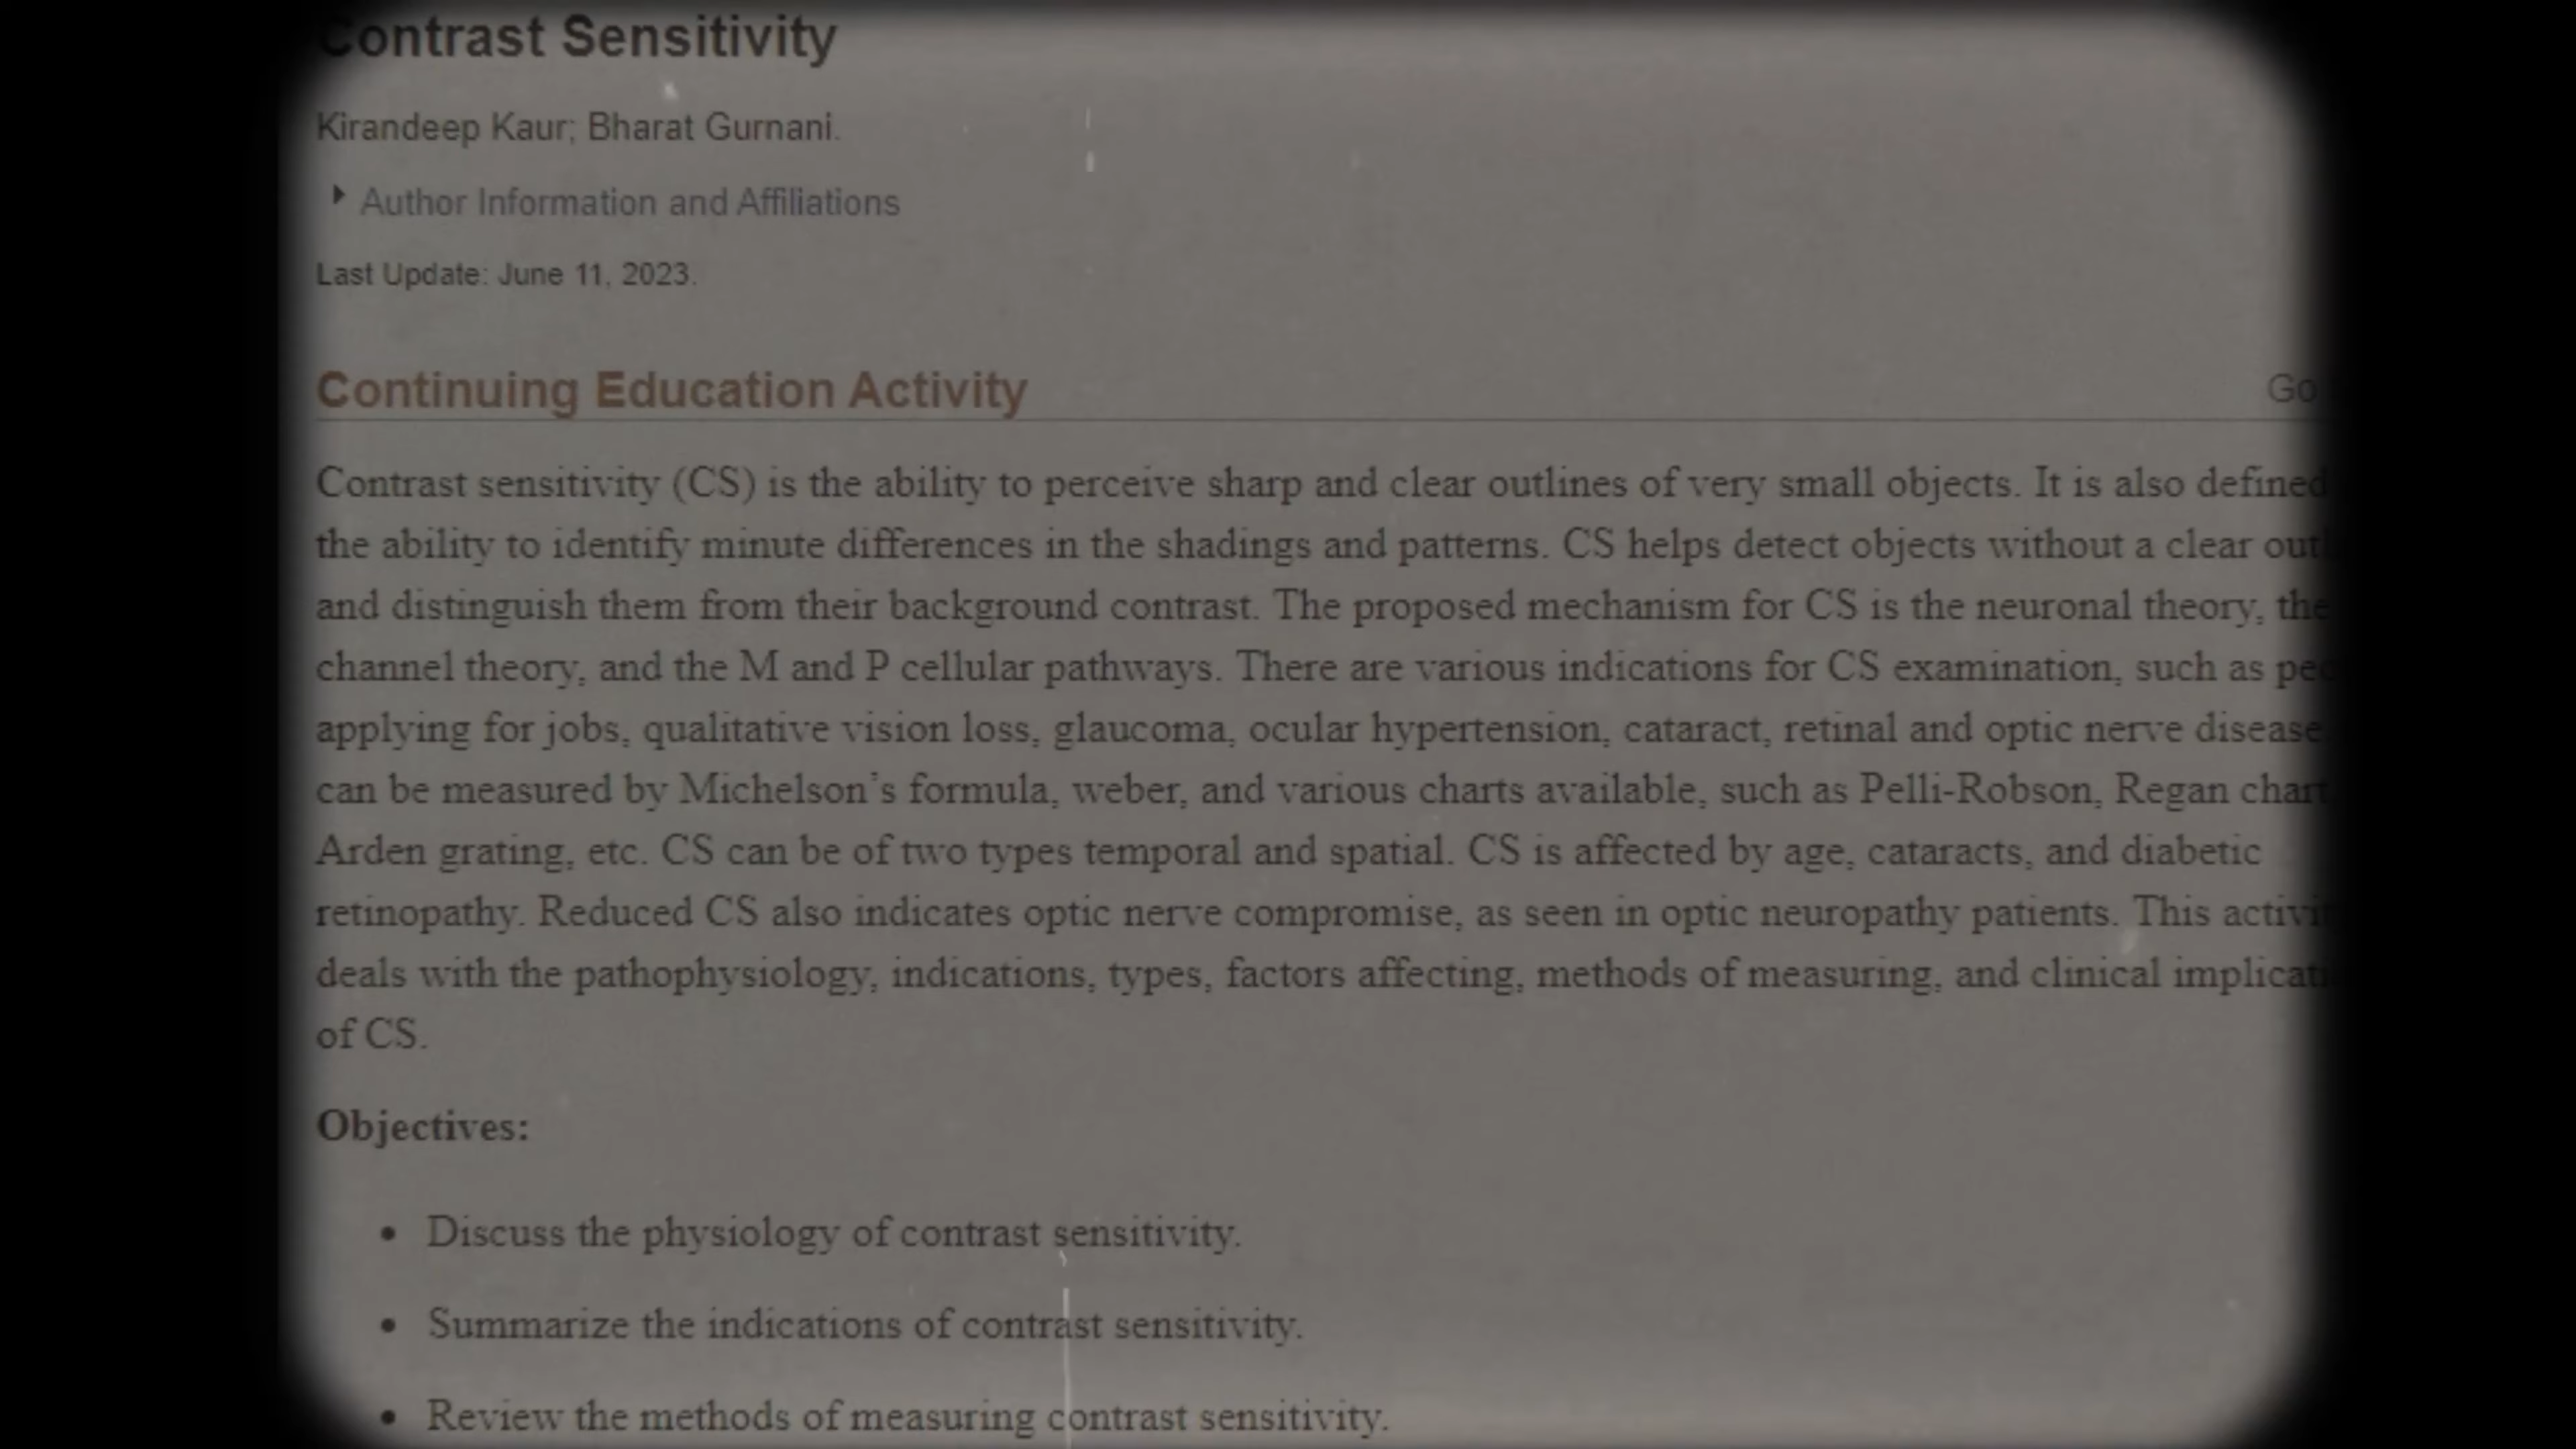 Contrast Sensitivity
Kirandeep Kaur; Bharat Gurnani.
Author Information and Affiliations
Last Update: June 11, 2023.
Continuing Education Activity
Go
Contrast sensitivity (CS) is the ability to perceive sharp and clear outlines of very small objects. It is also defined
the ability to identify minute differences in the shadings and patterns. CS helps detect objects without a clear
and distinguish them from their background contrast. The proposed mechanism for CS is the neuronal theory, the
channel theory, and the M and P cellular pathways. There are various indications for CS examination, such as
applying for jobs, qualitative vision loss, glaucoma, ocular hypertension, cataract, retinal and optic nerve disease
can be measured by Michelson's formula, weber, and various charts available, such as Pelli-Robson, Regan chart
Arden grating, etc. CS can be of two types temporal and spatial. CS is affected by age, cataracts, and diabetic
retinopathy. Reduced CS also indicates optic nerve compromise, as seen in optic neuropathy patients. This
deals with the pathophysiology, indications, types, factors affecting, methods of measuring, and clinical
of CS.
Objectives:
• Discuss the physiology of contrast sensitivity.
• Summarize the indications of contrast sensitivity.
• Review the methods of measuring contrast sensitivity.